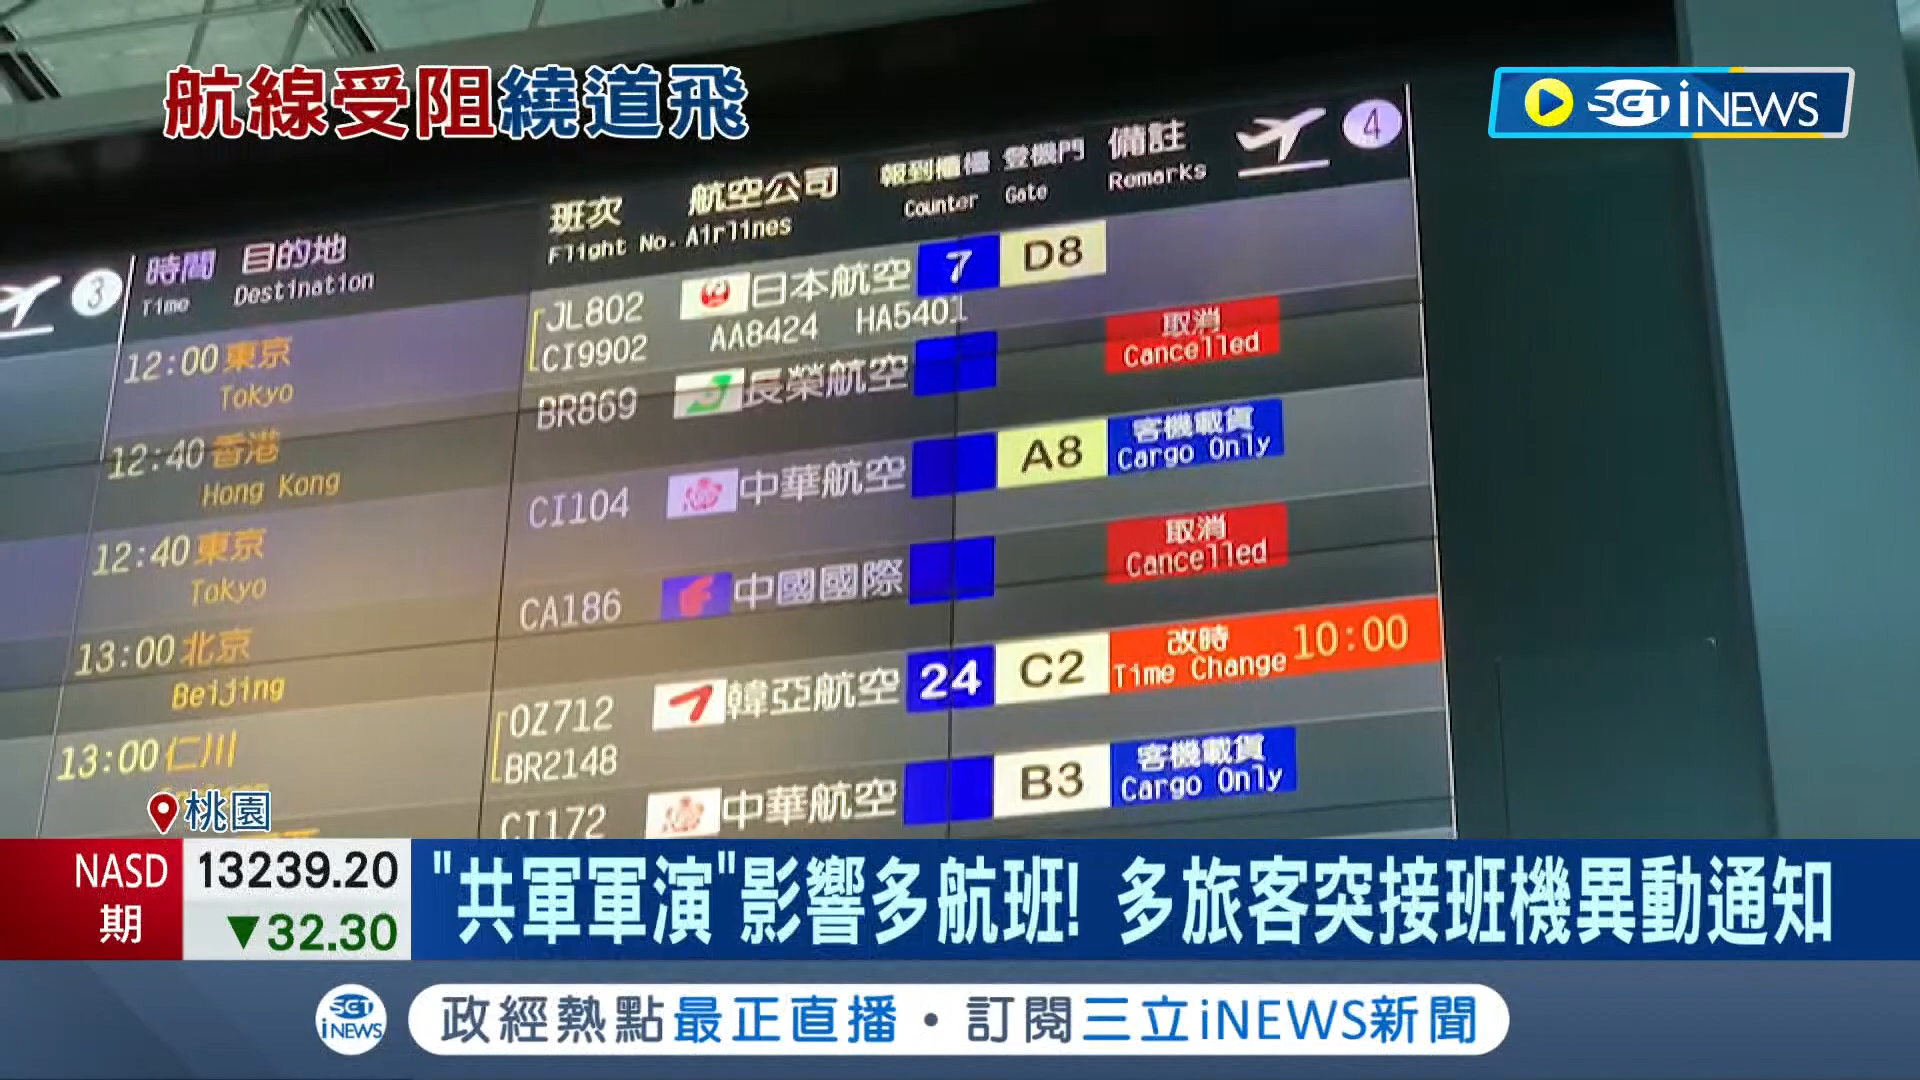 航線受阻繞道飛
SET iNEWS
4
3
時間 目的地
Time Destination
班次 航空公司 報到櫃檯 登機門 備註
Flight No. Airlines Counter Gate Remarks
12:00 東京
Tokyo
JL802 日本航空 7 D8
CI9902 AA8424 HA5401
12:40 香港
Hong Kong
BR869 長榮航空 取消
Cancelled
12:40 東京
Tokyo
CI104 中華航空 A8 客機載貨
Cargo Only
13:00 北京
Beijing
CA186 中國國際 取消
Cancelled
13:00 仁川
OZ712 韓亞航空 24 C2 改時 10:00
Time Change
BR2148
CI172 中華航空 B3 客機載貨
Cargo Only
桃園
NASD 13239.20
期 ▼32.30
"共軍軍演"影響多航班! 多旅客突接班機異動通知
SET iNEWS
政經熱點最正直播・訂閱三立iNEWS新聞